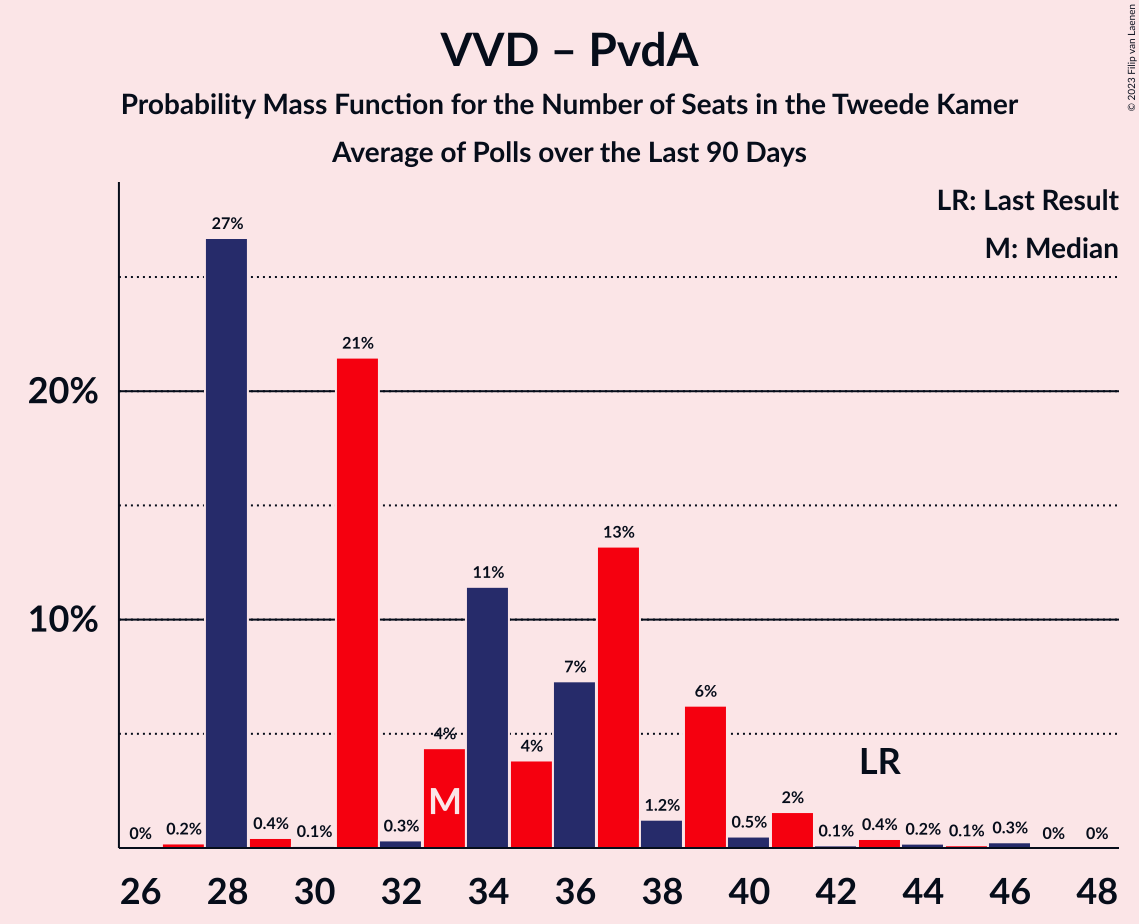 VVD – PvdA
Probability Mass Function for the Number of Seats in the Tweede Kamer
Average of Polls over the Last 90 Days
© 2023 Filip van Laenen
LR: Last Result
M: Median
20%
10%
0%
0.2%
27%
0.4%
0.1%
21%
0.3%
4%
11%
4%
7%
13%
1.2%
6%
0.5%
2%
0.1%
0.4%
0.2%
0.1%
0.3%
0%
0%
M
LR
26 28 30 32 34 36 38 40 42 44 46 48